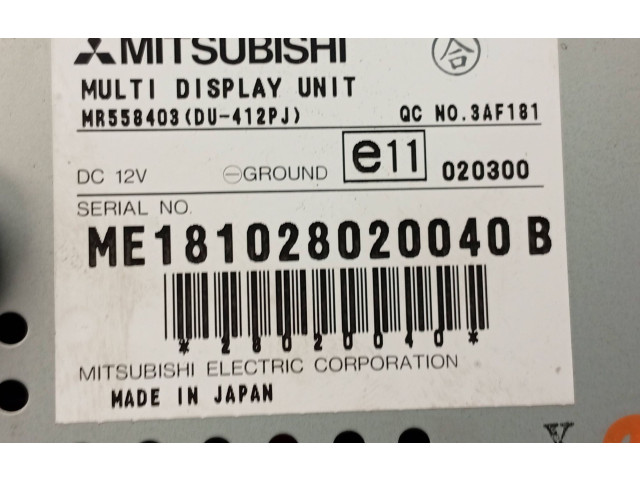 MITSUBISHI 合
MULTI DISPLAY UNIT
MR558403(DU-412PJ) QC NO.3AF181
DC 12V ⊖GROUND e11 020300
SERIAL NO.
ME181028020040 B
*28020040*
MITSUBISHI ELECTRIC CORPORATION
MADE IN JAPAN